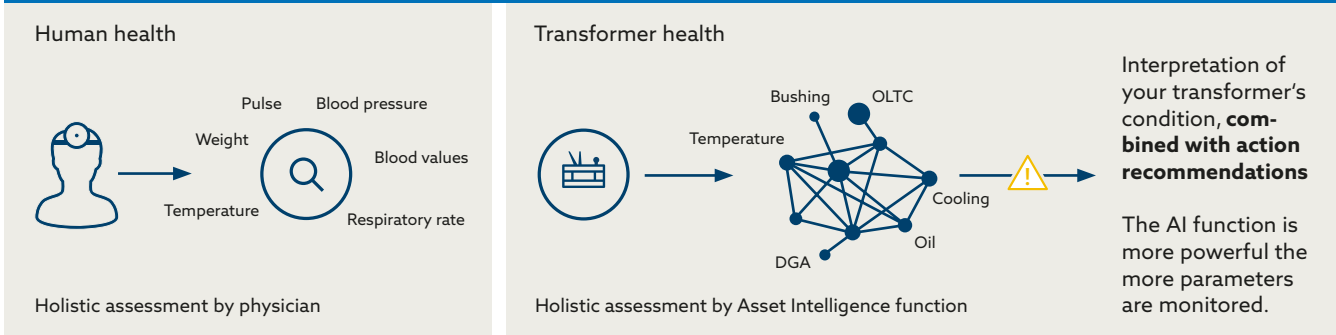 Human health
Pulse
Blood pressure
Weight
Blood values
Temperature
Respiratory rate
Holistic assessment by physician
Transformer health
Bushing
OLTC
Temperature
Cooling
Oil
DGA
Holistic assessment by Asset Intelligence function
Interpretation of
your transformer’s
condition, com-
bined with action
recommendations
The AI function is
more powerful the
more parameters
are monitored.